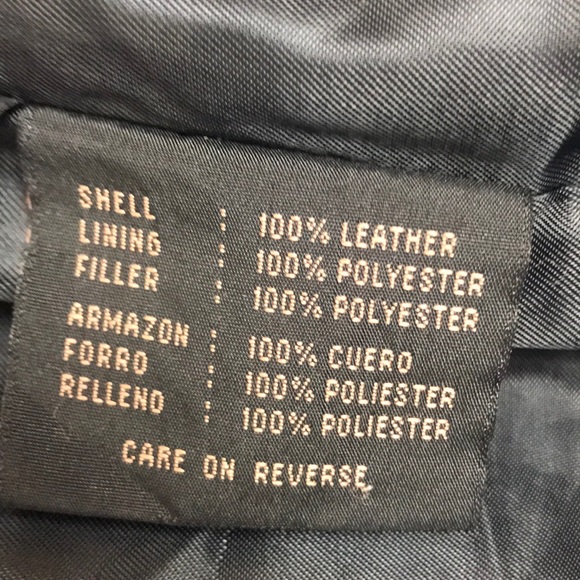 SHELL : 100% LEATHER
LINING : 100% POLYESTER
FILLER : 100% POLYESTER
ARMAZON : 100% CUERO
FORRO : 100% POLIESTER
RELLENO : 100% POLIESTER
CARE ON REVERSE